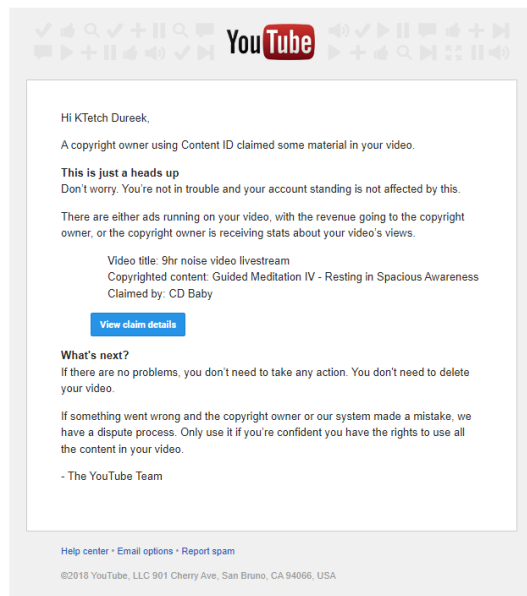 YouTube
Hi KTetch Dureek,
A copyright owner using Content ID claimed some material in your video.
This is just a heads up
Don't worry. You're not in trouble and your account standing is not affected by this.
There are either ads running on your video, with the revenue going to the copyright
owner, or the copyright owner is receiving stats about your video's views.
Video title: 9hr noise video livestream
Copyrighted content: Guided Meditation IV - Resting in Spacious Awareness
Claimed by: CD Baby
View claim details
What's next?
If there are no problems, you don't need to take any action. You don't need to delete
your video.
If something went wrong and the copyright owner or our system made a mistake, we
have a dispute process. Only use it if you're confident you have the rights to use all
the content in your video.
- The YouTube Team
Help center • Email options • Report spam
©2018 YouTube, LLC 901 Cherry Ave, San Bruno, CA 94066, USA